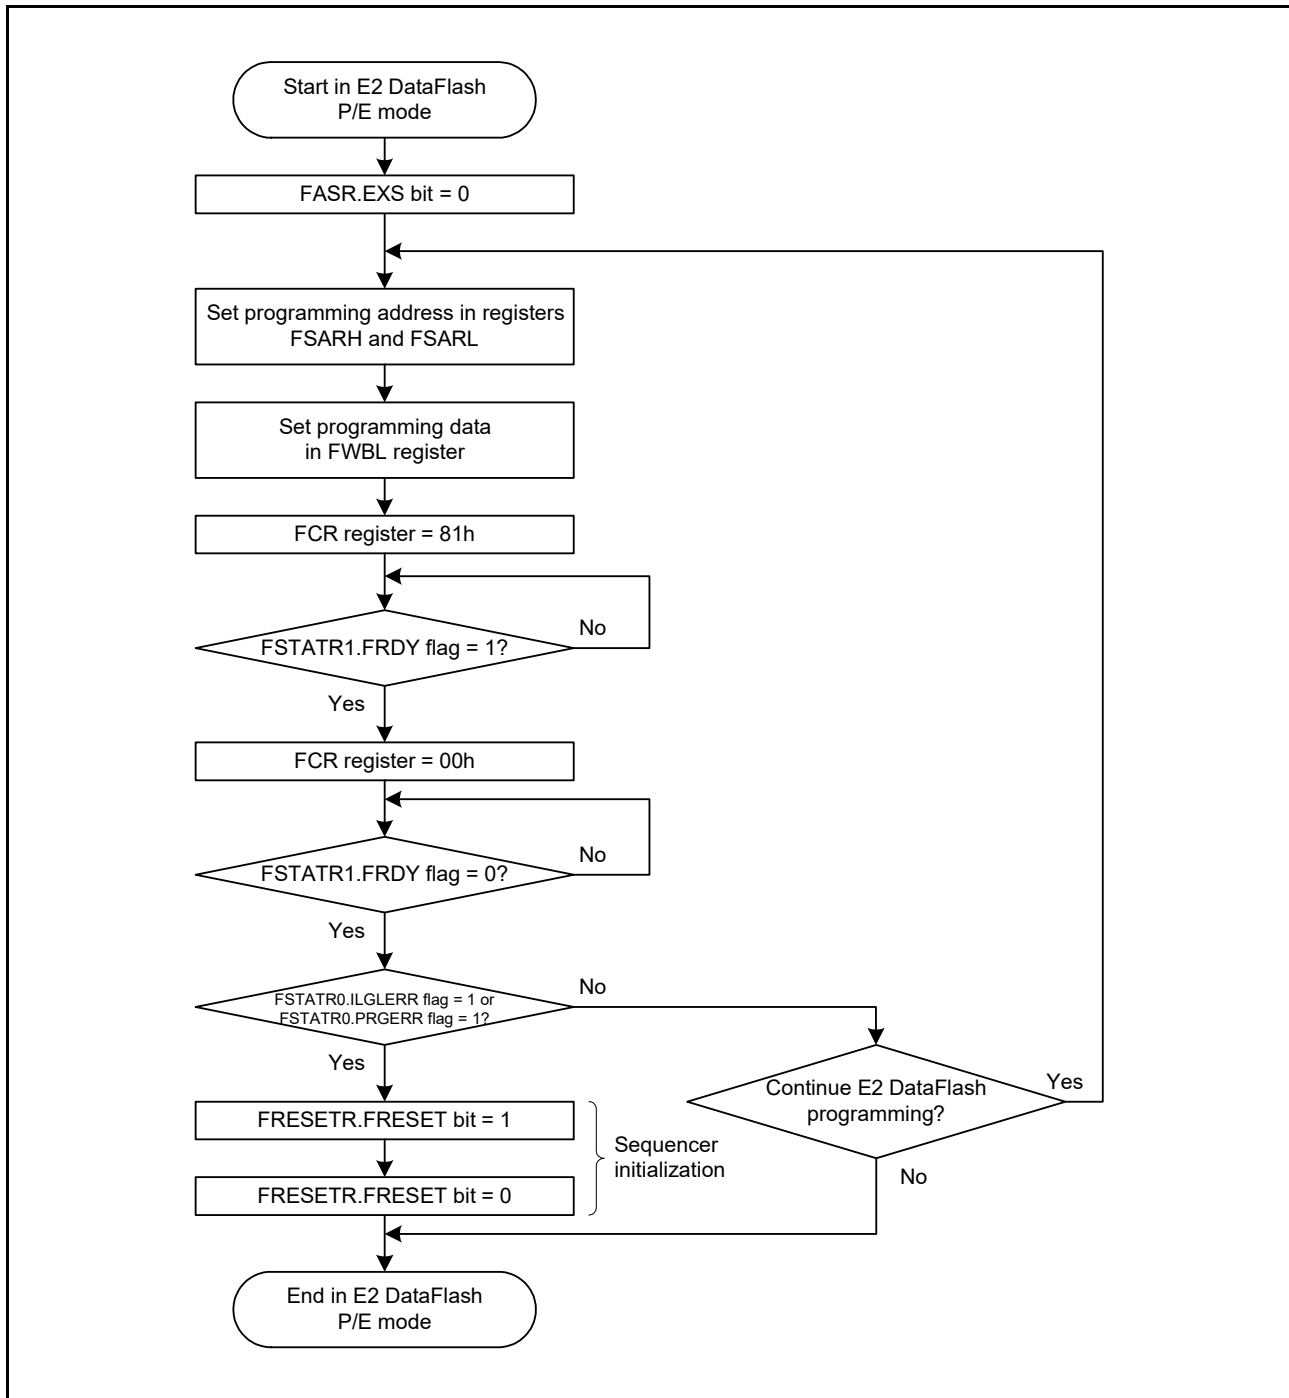 Start in E2 DataFlash
P/E mode
FASR.EXS bit = 0
Set programming address in registers
FSARH and FSARL
Set programming data
in FWBL register
FCR register = 81h
FSTATR1.FRDY flag = 1?
No
Yes
FCR register = 00h
FSTATR1.FRDY flag = 0?
No
Yes
FSTATR0.ILGLERR flag = 1 or
FSTATR0.PRGERR flag = 1?
No
Yes
Continue E2 DataFlash
programming?
Yes
No
FRESETR.FRESET bit = 1
FRESETR.FRESET bit = 0
Sequencer
initialization
End in E2 DataFlash
P/E mode